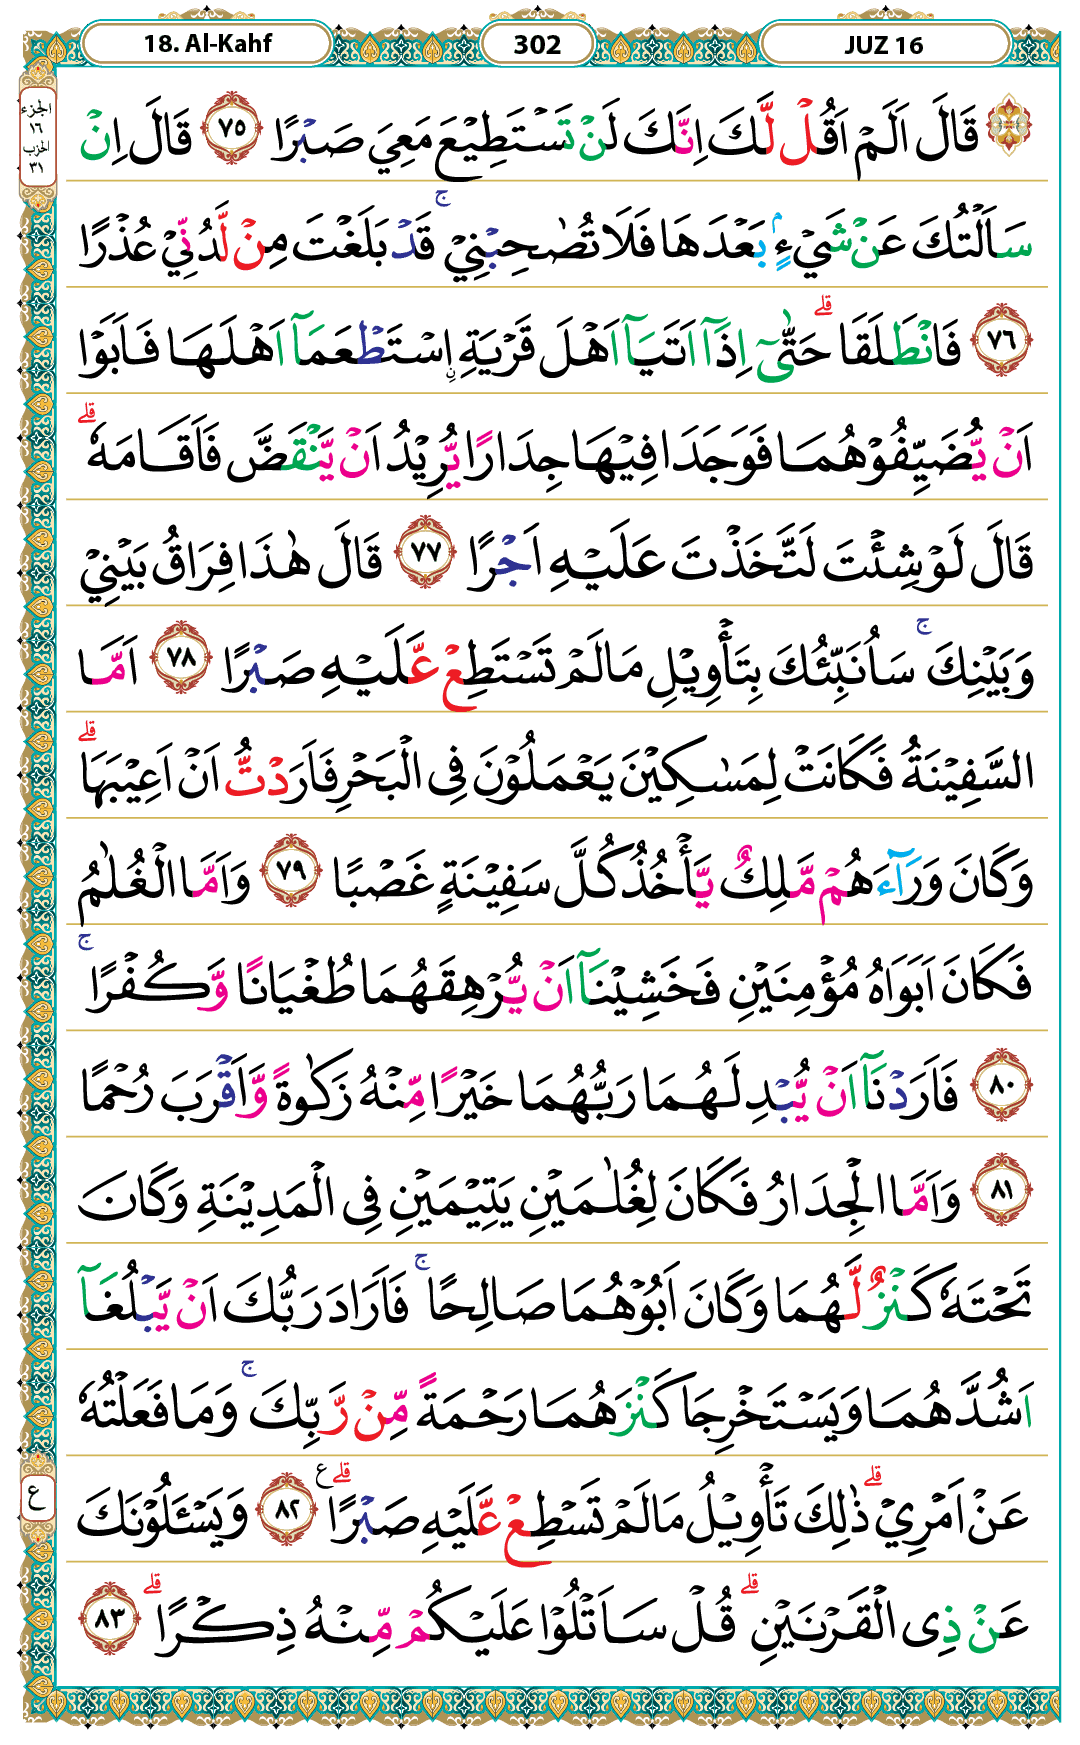 18. Al-Kahf
302
JUZ 16
الجزء
١٦
الحزب
٣١
قَالَ اَلَمْ اَقُلْ لَّكَ اِنَّكَ لَنْ تَسْتَطِيْعَ مَعِيَ صَبْرًا ٧٥ قَالَ اِنْ
سَاَلْتُكَ عَنْ شَيْءٍۢ بَعْدَهَا فَلَا تُصٰحِبْنِيْۚ قَدْ بَلَغْتَ مِنْ لَّدُنِّيْ عُذْرًا
٧٦ فَانْطَلَقَاۗ حَتّٰىٓ اِذَآ اَتَيَآ اَهْلَ قَرْيَةِ ِۨاسْتَطْعَمَآ اَهْلَهَا فَاَبَوْا
اَنْ يُّضَيِّفُوْهُمَا فَوَجَدَا فِيْهَا جِدَارًا يُّرِيْدُ اَنْ يَّنْقَضَّ فَاَقَامَهٗۗ
قَالَ لَوْ شِئْتَ لَتَّخَذْتَ عَلَيْهِ اَجْرًا ٧٧ قَالَ هٰذَا فِرَاقُ بَيْنِيْ
وَبَيْنِكَۚ سَاُنَبِّئُكَ بِتَأْوِيْلِ مَا لَمْ تَسْتَطِعْ عَّلَيْهِ صَبْرًا ٧٨ اَمَّا
السَّفِيْنَةُ فَكَانَتْ لِمَسٰكِيْنَ يَعْمَلُوْنَ فِى الْبَحْرِ فَاَرَدْتُّ اَنْ اَعِيْبَهَاۗ
وَكَانَ وَرَاۤءَهُمْ مَّلِكٌ يَّأْخُذُ كُلَّ سَفِيْنَةٍ غَصْبًا ٧٩ وَاَمَّا الْغُلٰمُ
فَكَانَ اَبَوَاهُ مُؤْمِنَيْنِ فَخَشِيْنَآ اَنْ يُّرْهِقَهُمَا طُغْيَانًا وَّكُفْرًاۚ
٨٠ فَاَرَدْنَآ اَنْ يُّبْدِلَهُمَا رَبُّهُمَا خَيْرًا مِّنْهُ زَكٰوةً وَّاَقْرَبَ رُحْمًا
٨١ وَاَمَّا الْجِدَارُ فَكَانَ لِغُلٰمَيْنِ يَتِيْمَيْنِ فِى الْمَدِيْنَةِ وَكَانَ
تَحْتَهٗ كَنْزٌ لَّهُمَا وَكَانَ اَبُوْهُمَا صَالِحًاۚ فَاَرَادَ رَبُّكَ اَنْ يَّبْلُغَآ
اَشُدَّهُمَا وَيَسْتَخْرِجَا كَنْزَهُمَا رَحْمَةً مِّنْ رَّبِّكَۚ وَمَا فَعَلْتُهٗ
عَنْ اَمْرِيْۗ ذٰلِكَ تَأْوِيْلُ مَا لَمْ تَسْطِعْ عَّلَيْهِ صَبْرًاۗ ع ٨٢ وَيَسْـَٔلُوْنَكَ
ع
عَنْ ذِى الْقَرْنَيْنِۗ قُلْ سَاَتْلُوْا عَلَيْكُمْ مِّنْهُ ذِكْرًاۗ ٨٣